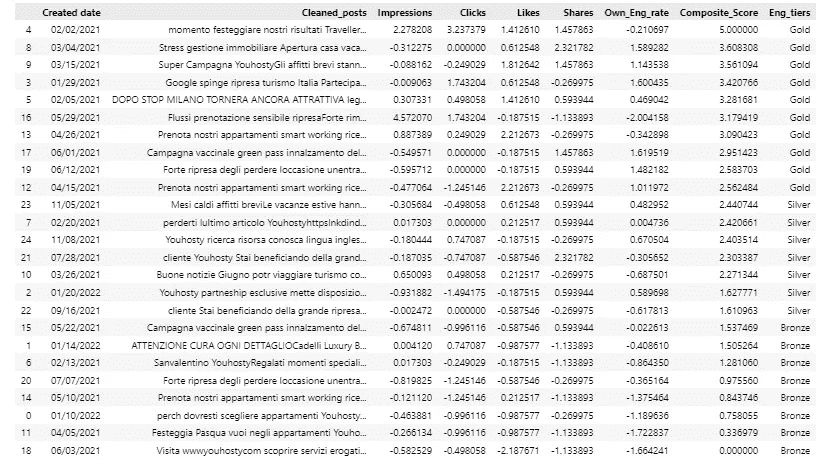 Created date Cleaned_posts Impressions Clicks Likes Shares Own_Eng_rate Composite_Score Eng_tiers
4 02/02/2021 momento festeggiare nostri risultati Traveller... 2.278208 3.237379 1.412610 1.457863 -0.210697 5.000000 Gold
8 03/04/2021 Stress gestione immobiliare Apertura casa vaca... -0.312275 0.000000 0.612548 2.321782 1.589282 3.608308 Gold
9 03/15/2021 Super Campagna YouhostyGli affitti brevi stann... -0.088162 -0.249029 1.812642 1.457863 1.143538 3.561094 Gold
3 01/29/2021 Google spinge ripresa turismo Italia Partecipa... -0.009063 1.743204 0.612548 -0.269975 1.600435 3.420766 Gold
5 02/05/2021 DOPO STOP MILANO TORNERA ANCORA ATTRATTIVA leg... 0.307331 0.498058 1.412610 0.593944 0.469042 3.281681 Gold
16 05/29/2021 Flussi prenotazione sensibile ripresaForte rim... 4.572070 1.743204 -0.187515 -1.133893 -2.004158 3.179419 Gold
13 04/26/2021 Prenota nostri appartamenti smart working rice... 0.887389 0.249029 2.212673 -0.269975 -0.342898 3.090423 Gold
17 06/01/2021 Campagna vaccinale green pass innalzamento del... -0.549571 0.000000 -0.187515 1.457863 1.619519 2.951423 Gold
19 06/12/2021 Forte ripresa degli perdere loccasione unentra... -0.595712 0.000000 -0.187515 0.593944 1.482182 2.583703 Gold
12 04/15/2021 Prenota nostri appartamenti smart working rice... -0.477064 -1.245146 2.212673 -0.269975 1.011972 2.562484 Gold
23 11/05/2021 Mesi caldi affitti breviLe vacanze estive hann... -0.305684 -0.498058 0.612548 0.593944 0.482952 2.440744 Silver
7 02/20/2021 perderti lultimo articolo Youhostyhttpslnkdind... 0.017303 0.000000 0.212517 0.593944 0.004736 2.420661 Silver
24 11/08/2021 Youhosty ricerca risorsa conosca lingua ingles... -0.180444 0.747087 -0.187515 -0.269975 0.670504 2.403514 Silver
21 07/28/2021 cliente Youhosty Stai beneficiando della grand... -0.187035 -0.747087 -0.587546 2.321782 -0.305652 2.303387 Silver
10 03/26/2021 Buone notizie Giugno potr viaggiare turismo co... 0.650093 0.498058 0.212517 -0.269975 -0.687501 2.271344 Silver
2 01/20/2022 Youhosty partneship esclusive mette disposizio... -0.931882 -1.494175 -0.187515 0.593944 0.589698 1.627771 Silver
22 09/16/2021 cliente Stai beneficiando della grande ripresa... -0.002472 0.000000 -0.587546 -0.269975 -0.617813 1.610963 Silver
15 05/22/2021 Campagna vaccinale green pass innalzamento del... -0.674811 -0.996116 -0.587546 0.593944 -0.022613 1.537469 Bronze
1 01/14/2022 ATTENZIONE CURA OGNI DETTAGLIOCadelli Luxury B... 0.004120 0.747087 -0.987577 -1.133893 -0.408610 1.505264 Bronze
6 02/13/2021 Sanvalentino YouhostyRegalati momenti speciali... 0.017303 -0.249029 -0.187515 -1.133893 -0.864350 1.281060 Bronze
20 07/07/2021 Forte ripresa degli perdere loccasione unentra... -0.819825 -1.245146 -0.587546 -0.269975 -0.365164 0.975560 Bronze
14 05/10/2021 Prenota nostri appartamenti smart working rice... -0.121120 -1.245146 0.212517 -1.133893 -1.375464 0.843746 Bronze
0 01/10/2022 perch dovresti scegliere appartamenti Youhosty... -0.463881 -0.996116 -0.987577 -0.269975 -1.189636 0.758055 Bronze
11 04/05/2021 Festeggia Pasqua vuoi negli appartamenti Youho... -0.266134 -0.996116 -0.987577 -1.133893 -1.722837 0.336979 Bronze
18 06/03/2021 Visita wwwyouhostycom scoprire servizi erogati... -0.582529 -0.498058 -2.187671 -1.133893 -1.664241 0.000000 Bronze